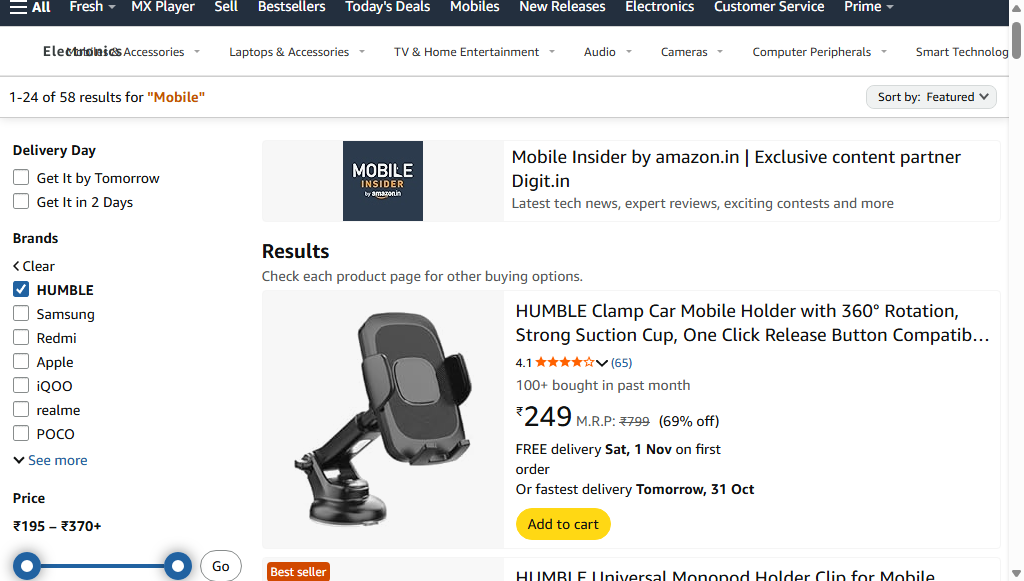 All Fresh MX Player Sell Bestsellers Today's Deals Mobiles New Releases Electronics Customer Service Prime
Electronics Mobiles & Accessories Laptops & Accessories TV & Home Entertainment Audio Cameras Computer Peripherals Smart Technolog
1-24 of 58 results for "Mobile"
Sort by: Featured
Delivery Day
Get It by Tomorrow
Get It in 2 Days
Brands
Clear
HUMBLE
Samsung
Redmi
Apple
iQOO
realme
POCO
See more
Price
₹195 – ₹370+
Go
MOBILE
INSIDER
by amazon.in
Mobile Insider by amazon.in | Exclusive content partner
Digit.in
Latest tech news, expert reviews, exciting contests and more
Results
Check each product page for other buying options.
HUMBLE Clamp Car Mobile Holder with 360° Rotation,
Strong Suction Cup, One Click Release Button Compatib…
4.1 (65)
100+ bought in past month
₹249 M.R.P: ₹799 (69% off)
FREE delivery Sat, 1 Nov on first
order
Or fastest delivery Tomorrow, 31 Oct
Add to cart
Best seller
HUMBLE Universal Monopod Holder Clip for Mobile